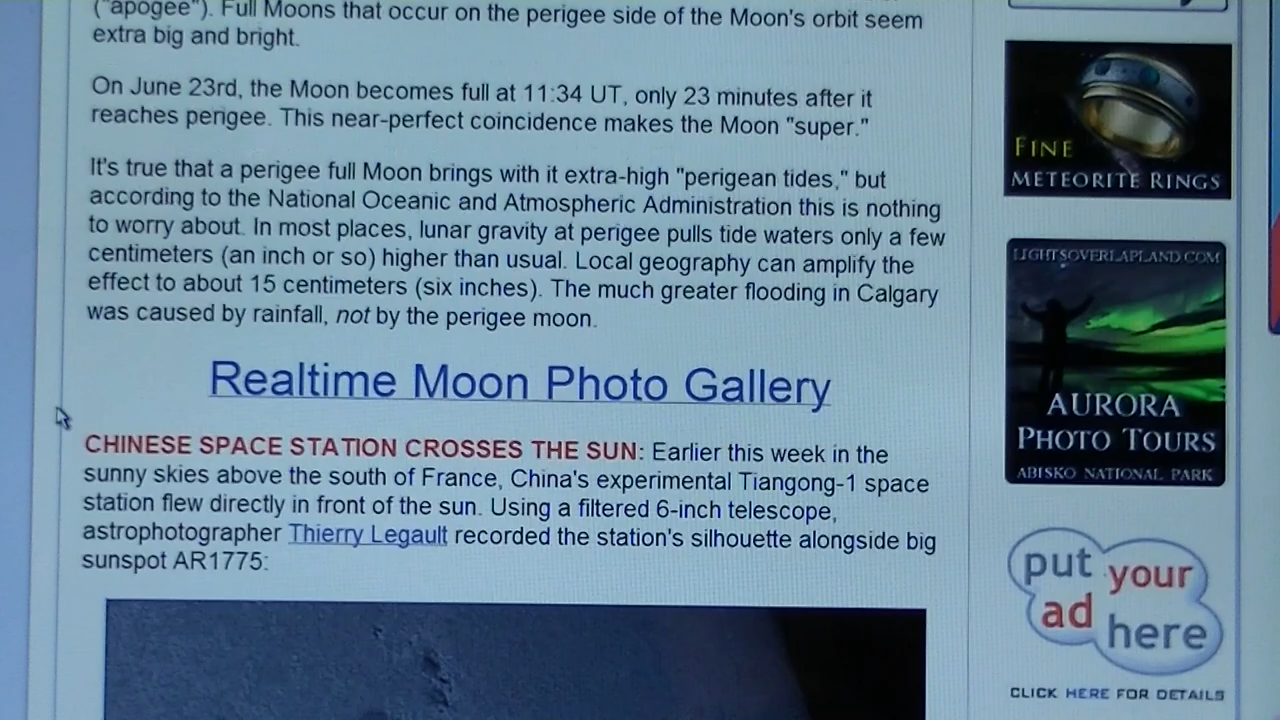 ("apogee"). Full Moons that occur on the perigee side of the Moon's orbit seem
extra big and bright.
On June 23rd, the Moon becomes full at 11:34 UT, only 23 minutes after it
reaches perigee. This near-perfect coincidence makes the Moon "super."
It's true that a perigee full Moon brings with it extra-high "perigean tides," but
according to the National Oceanic and Atmospheric Administration this is nothing
to worry about. In most places, lunar gravity at perigee pulls tide waters only a few
centimeters (an inch or so) higher than usual. Local geography can amplify the
effect to about 15 centimeters (six inches). The much greater flooding in Calgary
was caused by rainfall, not by the perigee moon.
Realtime Moon Photo Gallery
CHINESE SPACE STATION CROSSES THE SUN: Earlier this week in the
sunny skies above the south of France, China's experimental Tiangong-1 space
station flew directly in front of the sun. Using a filtered 6-inch telescope,
astrophotographer Thierry Legault recorded the station's silhouette alongside big
sunspot AR1775:
FINE
METEORITE RINGS
LIGHTSOVERLAPLAND.COM
AURORA
PHOTO TOURS
ABISKO NATIONAL PARK
put your
ad here
CLICK HERE FOR DETAILS